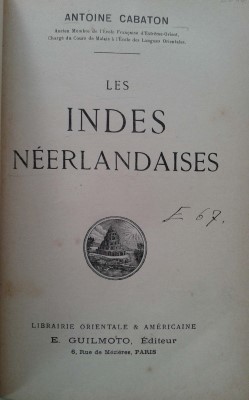 ANTOINE CABATON
Ancien Membre de l'École Française d'Extrême-Orient,
Chargé du Cours de Malais à l'École des Langues Orientales.
LES
INDES
NÉERLANDAISES
E 67.
LIBRAIRIE ORIENTALE & AMÉRICAINE
E. GUILMOTO, Éditeur
6, Rue de Mézières, PARIS